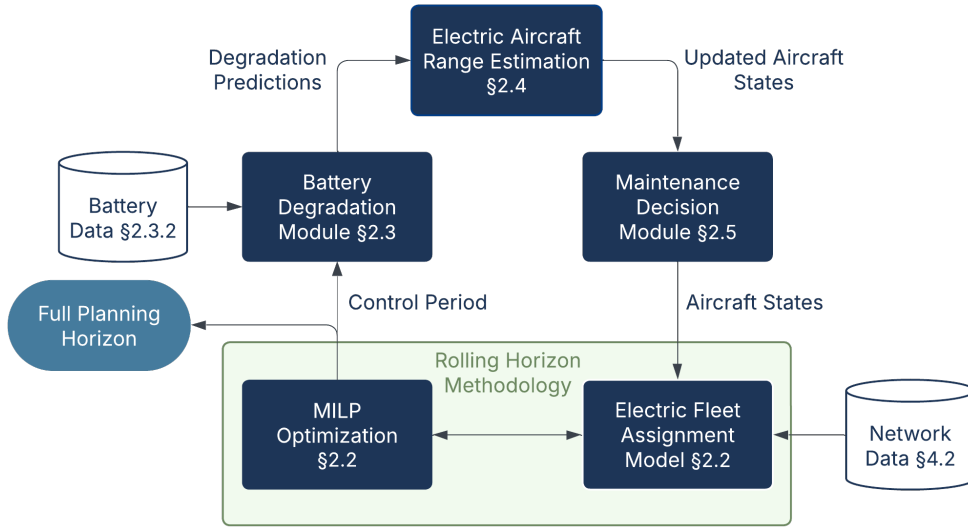 Electric Aircraft
Range Estimation
§2.4
Degradation
Predictions
Updated Aircraft
States
Battery
Data §2.3.2
Battery
Degradation
Module §2.3
Maintenance
Decision
Module §2.5
Full Planning
Horizon
Control Period
Aircraft States
Rolling Horizon
Methodology
MILP
Optimization
§2.2
Electric Fleet
Assignment
Model §2.2
Network
Data §4.2